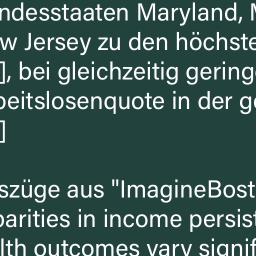 ndesstaaten Maryland, M
w Jersey zu den höchste
], bei gleichzeitig gering
beitslosenquote in der g
]
szüge aus "ImagineBost
parities in income persist
lth outcomes vary signif